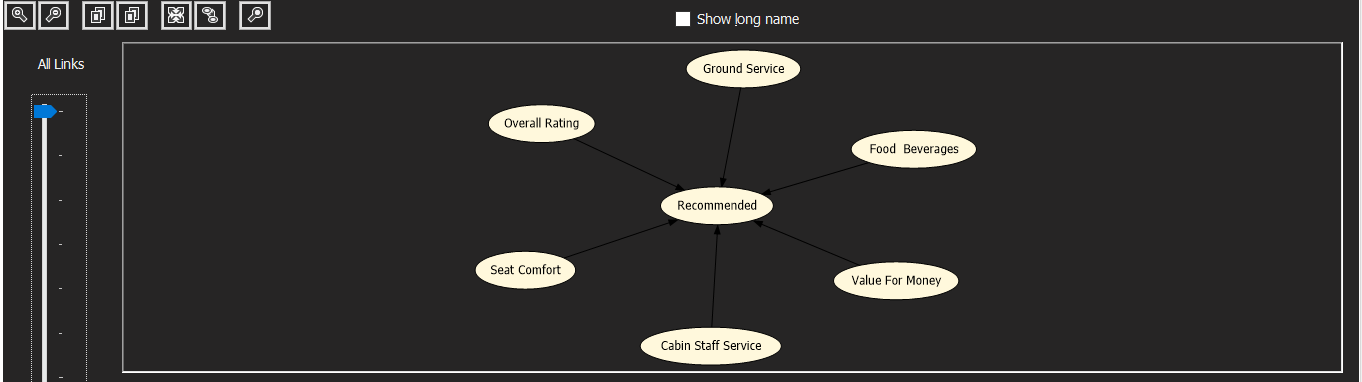 Show long name
All Links
Ground Service
Overall Rating
Food  Beverages
Recommended
Seat Comfort
Value For Money
Cabin Staff Service